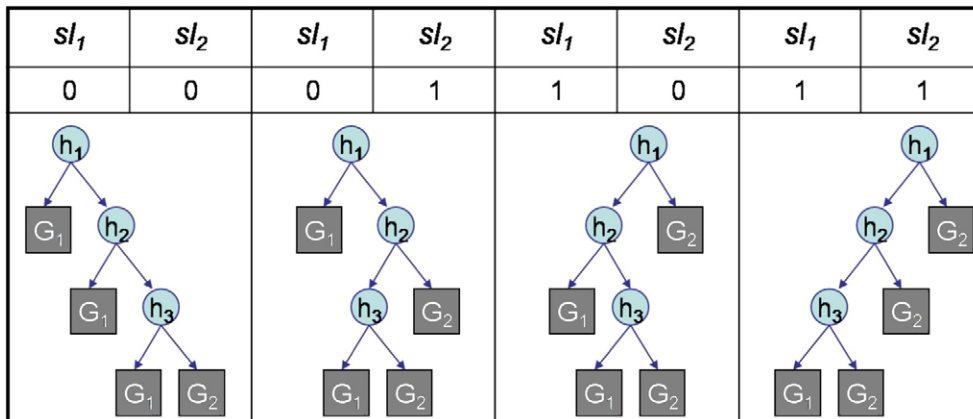 sl₁ sl₂ sl₁ sl₂ sl₁ sl₂ sl₁ sl₂
0 0 0 1 1 0 1 1
h₁ h₁ h₁ h₁
G₁ h₂ G₁ h₂ h₂ G₂ h₂ G₂
G₁ h₃ h₃ G₂ G₁ h₃ h₃ G₂
G₁ G₂ G₁ G₂ G₁ G₂ G₁ G₂